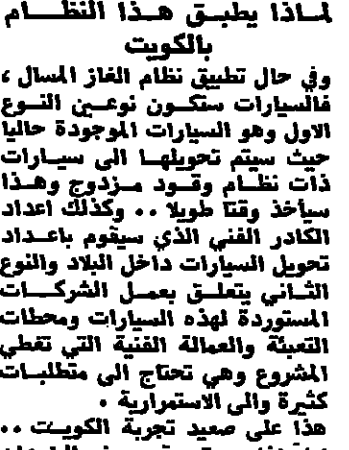 لماذا يطبق هذا النظام
بالكويت
وفي حال تطبيق نظام الغاز المسال ،
فالسيارات ستكون نوعين النوع
الاول وهو السيارات الموجودة حاليا
حيث سيتم تحويلها الى سيارات
ذات نظام وقود مزدوج وهذا
سيأخذ وقتا طويلا .. وكذلك اعداد
الكادر الفني الذي سيقوم باعداد
تحويل السيارات داخل البلاد والنوع
الثاني يتعلق بعمل الشركات
المستوردة لهذه السيارات ومحطات
التعبئة والعمالة الفنية التي تغطي
المشروع وهي تحتاج الى متطلبات
كثيرة والى الاستمرارية .
هذا على صعيد تجربة الكويت ..